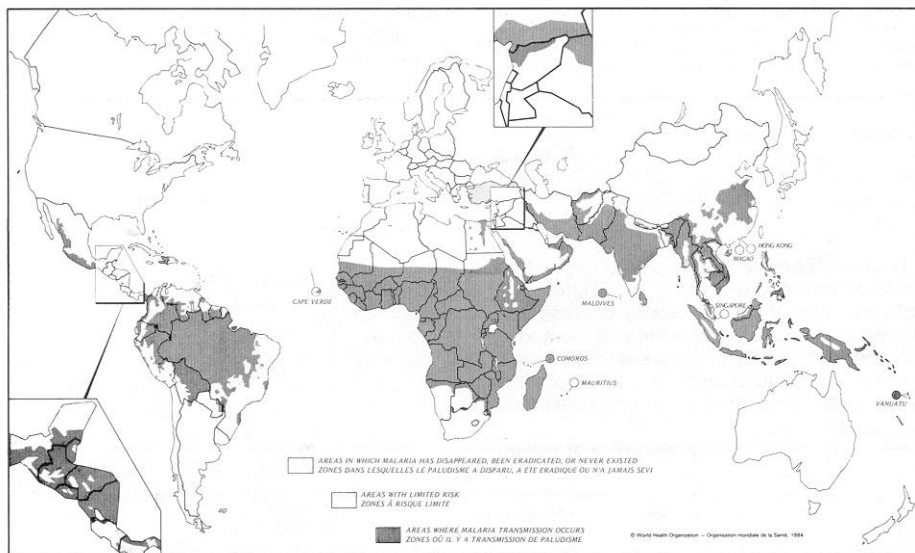 HONG KONG
MACAO
CAPE VERDE
MALDIVES
SINGAPORE
COMOROS
MAURITIUS
VANUATU
AREAS IN WHICH MALARIA HAS DISAPPEARED, BEEN ERADICATED, OR NEVER EXISTED
ZONES DANS LESQUELLES LE PALUDISME A DISPARU, A ÉTÉ ERADIQUÉ OU N'A JAMAIS SÉVI
AREAS WITH LIMITED RISK
ZONES À RISQUE LIMITÉ
AREAS WHERE MALARIA TRANSMISSION OCCURS
ZONES OÙ IL Y A TRANSMISSION DE PALUDISME
© World Health Organization – Organisation mondiale de la Santé, 1984